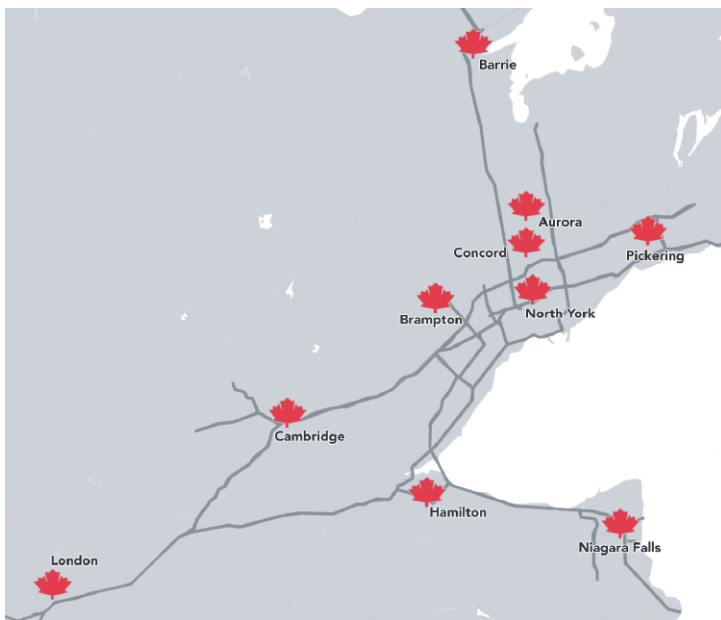 Barrie
Aurora
Concord
Pickering
North York
Brampton
Cambridge
Hamilton
Niagara Falls
London